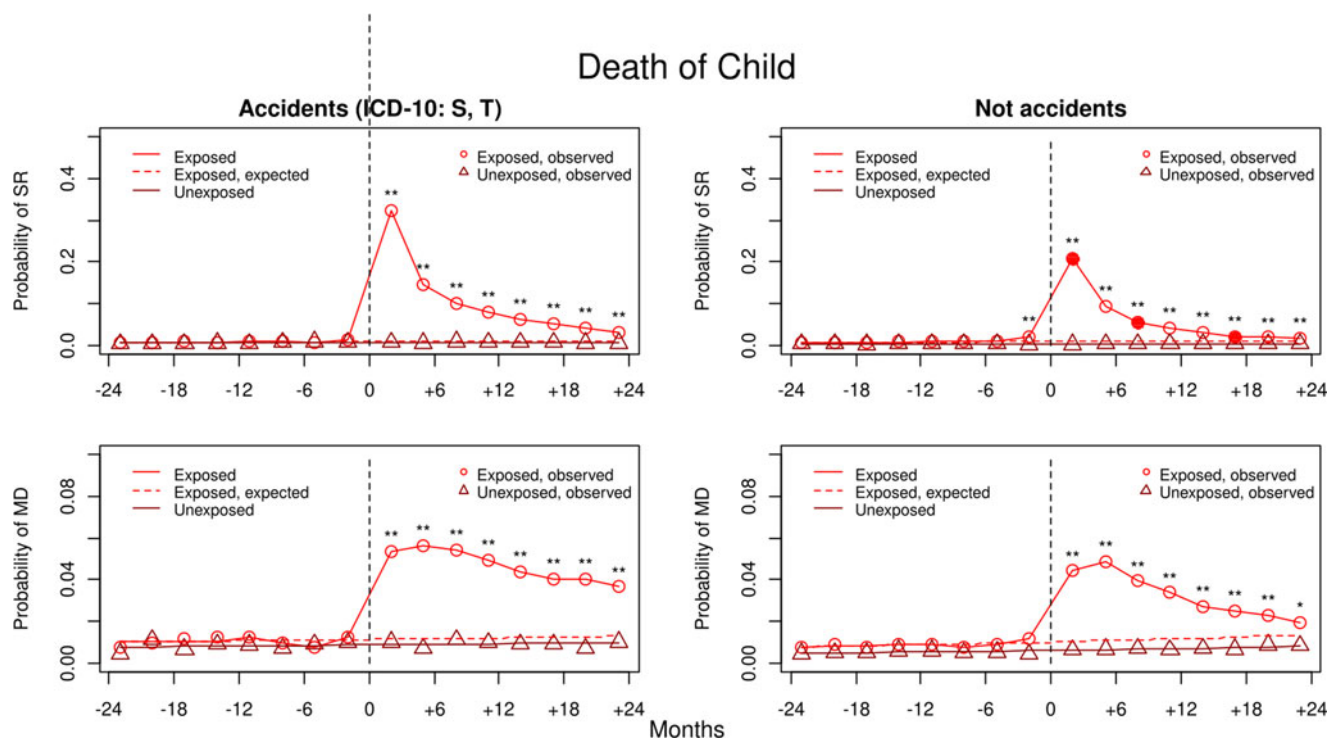 Death of Child
Accidents (ICD-10: S, T)
Not accidents
Probability of SR
0.4
0.2
0.0
Exposed
Exposed, expected
Unexposed
Exposed, observed
Unexposed, observed
**
**
** ** ** ** ** **
-24 -18 -12 -6 0 +6 +12 +18 +24
Probability of SR
0.4
0.2
0.0
Exposed
Exposed, expected
Unexposed
Exposed, observed
Unexposed, observed
**
**
** ** ** ** ** ** **
-24 -18 -12 -6 0 +6 +12 +18 +24
Probability of MD
0.08
0.04
0.00
Exposed
Exposed, expected
Unexposed
Exposed, observed
Unexposed, observed
** ** ** ** ** ** ** **
-24 -18 -12 -6 0 +6 +12 +18 +24
Probability of MD
0.08
0.04
0.00
Exposed
Exposed, expected
Unexposed
Exposed, observed
Unexposed, observed
** ** ** ** ** ** ** *
-24 -18 -12 -6 0 +6 +12 +18 +24
Months